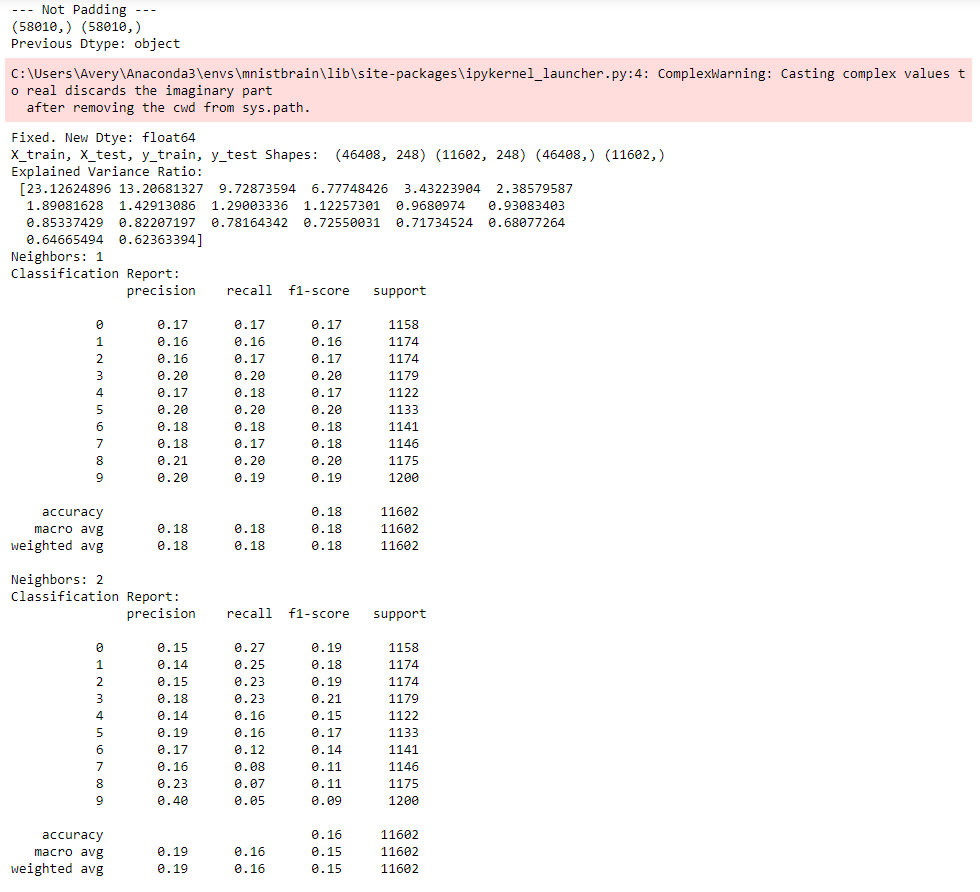 --- Not Padding ---
(58010,) (58010,)
Previous Dtype: object
C:\Users\Avery\Anaconda3\envs\mnistbrain\lib\site-packages\ipykernel_launcher.py:4: ComplexWarning: Casting complex values t
o real discards the imaginary part
  after removing the cwd from sys.path.
Fixed. New Dtye: float64
X_train, X_test, y_train, y_test Shapes:  (46408, 248) (11602, 248) (46408,) (11602,)
Explained Variance Ratio:
 [23.12624896 13.20681327  9.72873594  6.77748426  3.43223904  2.38579587
  1.89081628  1.42913086  1.29003336  1.12257301  0.9680974   0.93083403
  0.85337429  0.82207197  0.78164342  0.72550031  0.71734524  0.68077264
  0.64665494  0.62363394]
Neighbors: 1
Classification Report:
               precision    recall  f1-score   support
           0       0.17      0.17      0.17      1158
           1       0.16      0.16      0.16      1174
           2       0.16      0.17      0.17      1174
           3       0.20      0.20      0.20      1179
           4       0.17      0.18      0.17      1122
           5       0.20      0.20      0.20      1133
           6       0.18      0.18      0.18      1141
           7       0.18      0.17      0.18      1146
           8       0.21      0.20      0.20      1175
           9       0.20      0.19      0.19      1200
    accuracy                           0.18     11602
   macro avg       0.18      0.18      0.18     11602
weighted avg       0.18      0.18      0.18     11602
Neighbors: 2
Classification Report:
               precision    recall  f1-score   support
           0       0.15      0.27      0.19      1158
           1       0.14      0.25      0.18      1174
           2       0.15      0.23      0.19      1174
           3       0.18      0.23      0.21      1179
           4       0.14      0.16      0.15      1122
           5       0.19      0.16      0.17      1133
           6       0.17      0.12      0.14      1141
           7       0.16      0.08      0.11      1146
           8       0.23      0.07      0.11      1175
           9       0.40      0.05      0.09      1200
    accuracy                           0.16     11602
   macro avg       0.19      0.16      0.15     11602
weighted avg       0.19      0.16      0.15     11602